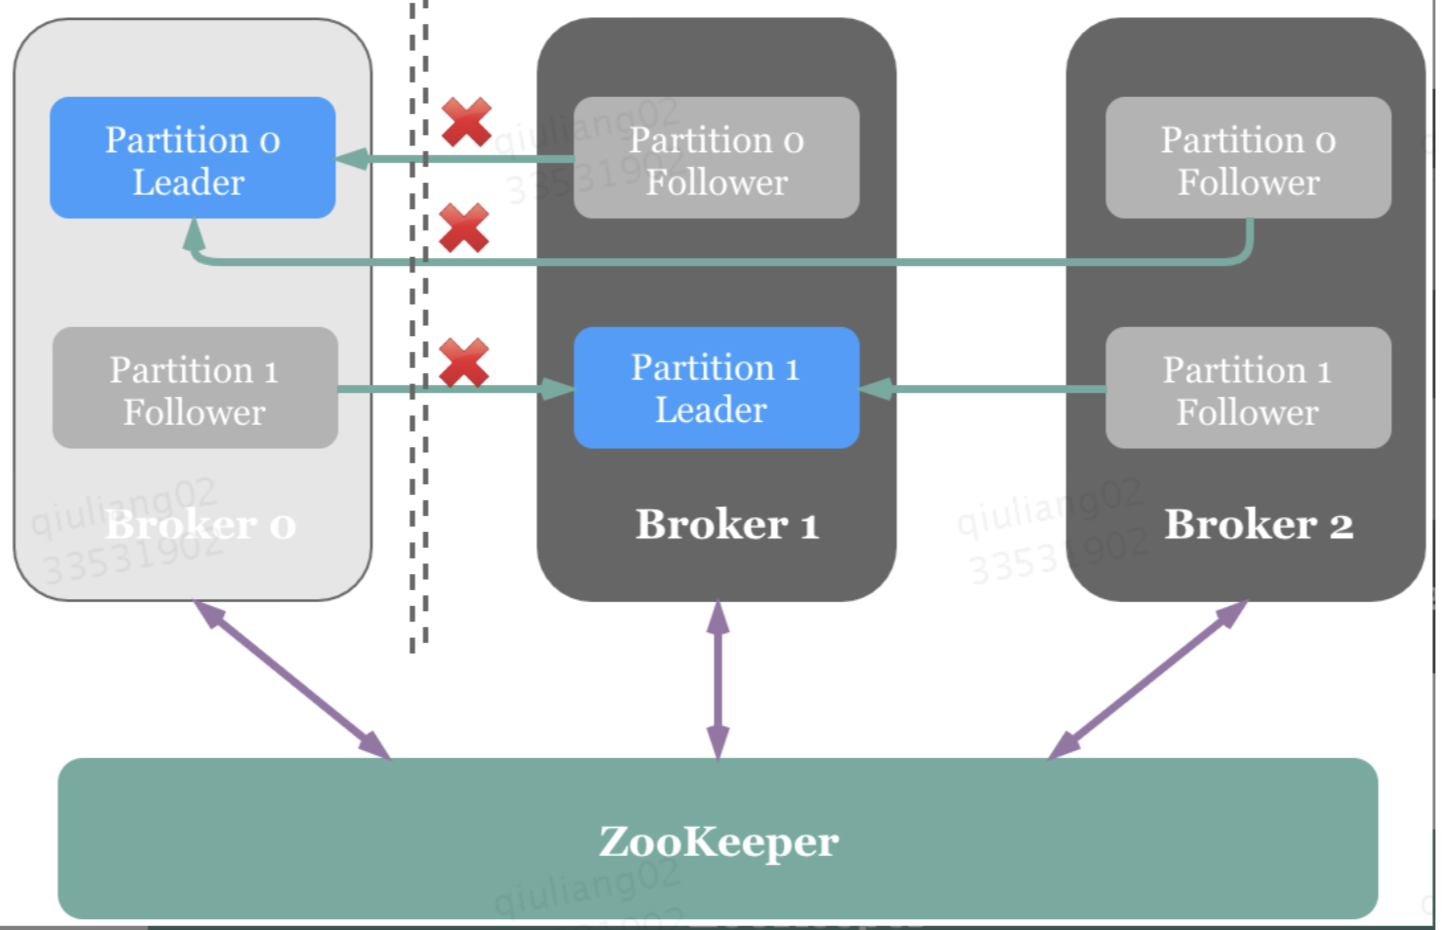 Partition 0
Leader
Partition 0
Follower
Partition 0
Follower
Partition 1
Follower
Partition 1
Leader
Partition 1
Follower
Broker 0
Broker 1
Broker 2
ZooKeeper
qiuliang02
33531902
qiuliang02
33531902
qiuliang02
33531902
qiuliang02